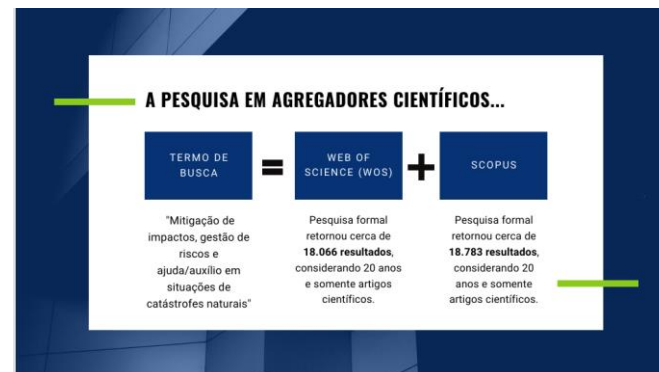 A PESQUISA EM AGREGADORES CIENTÍFICOS...
TERMO DE
BUSCA
=
WEB OF
SCIENCE (WOS)
+
SCOPUS
"Mitigação de
impactos, gestão de
riscos e
ajuda/auxílio em
situações de
catástrofes naturais"
Pesquisa formal
retornou cerca de
18.066 resultados,
considerando 20 anos
e somente artigos
científicos.
Pesquisa formal
retornou cerca de
18.783 resultados,
considerando 20
anos e somente
artigos científicos.